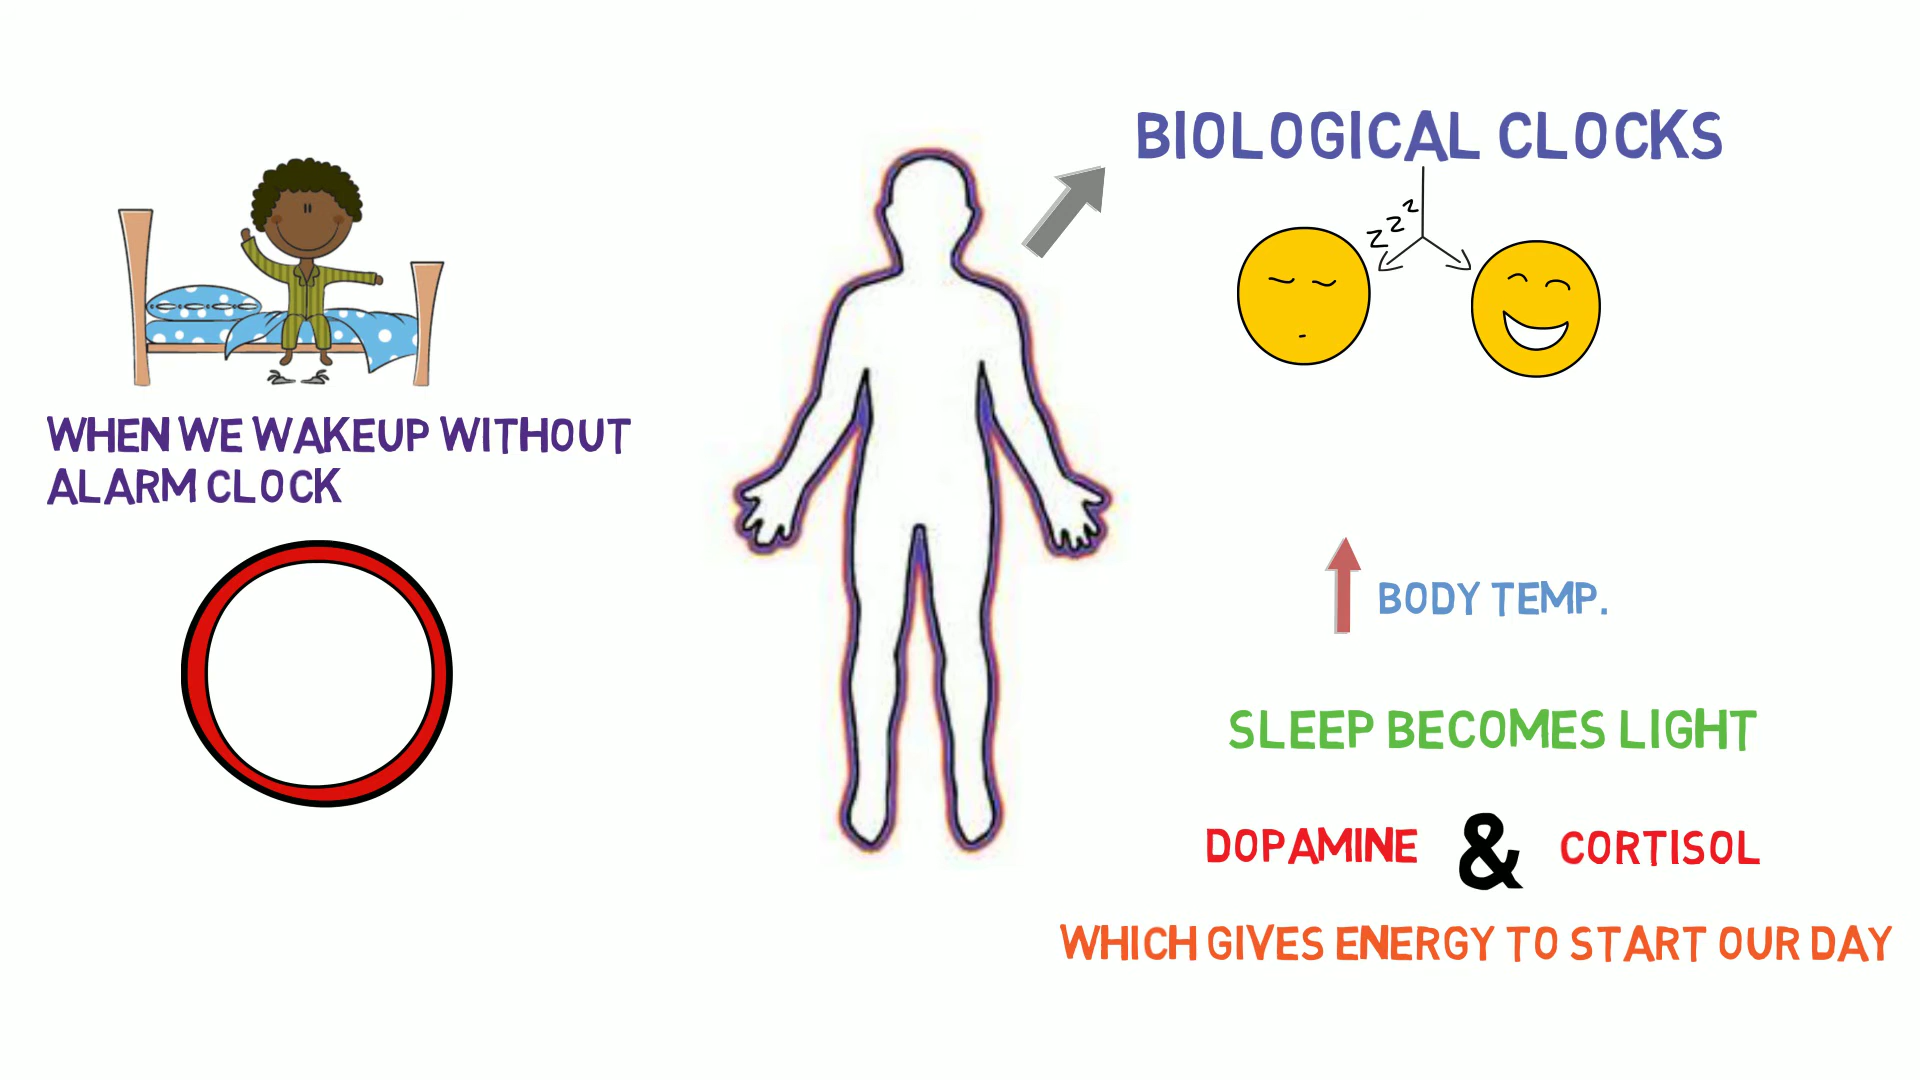 BIOLOGICAL CLOCKS
ZZZ
WHEN WE WAKEUP WITHOUT
ALARM CLOCK
BODY TEMP.
SLEEP BECOMES LIGHT
DOPAMINE & CORTISOL
WHICH GIVES ENERGY TO START OUR DAY